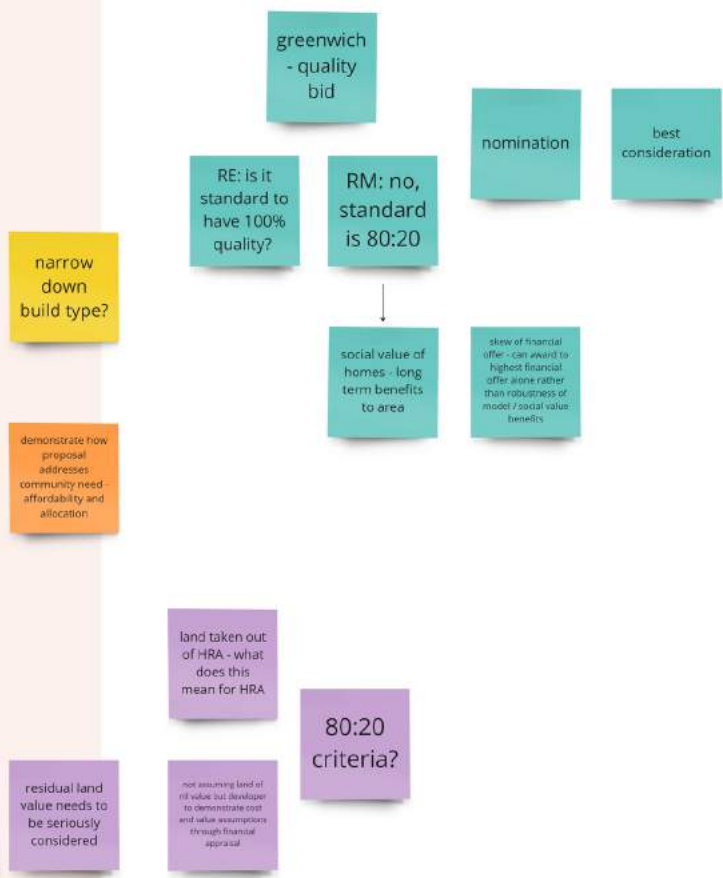 greenwich
- quality
bid
nomination
best
consideration
RE: is it
standard to
have 100%
quality?
RM: no,
standard
is 80:20
narrow
down
build type?
social value of
homes - long
term benefits
to area
skew of financial
offer - can award to
highest financial
offer alone rather
than robustness of
model / social value
benefits
demonstrate how
proposal
addresses
community need -
affordability and
allocation
land taken out
of HRA - what
does this
mean for HRA
80:20
criteria?
residual land
value needs to
be seriously
considered
not assuming land of
nil value but developer
to demonstrate cost
and value assumptions
through financial
appraisal